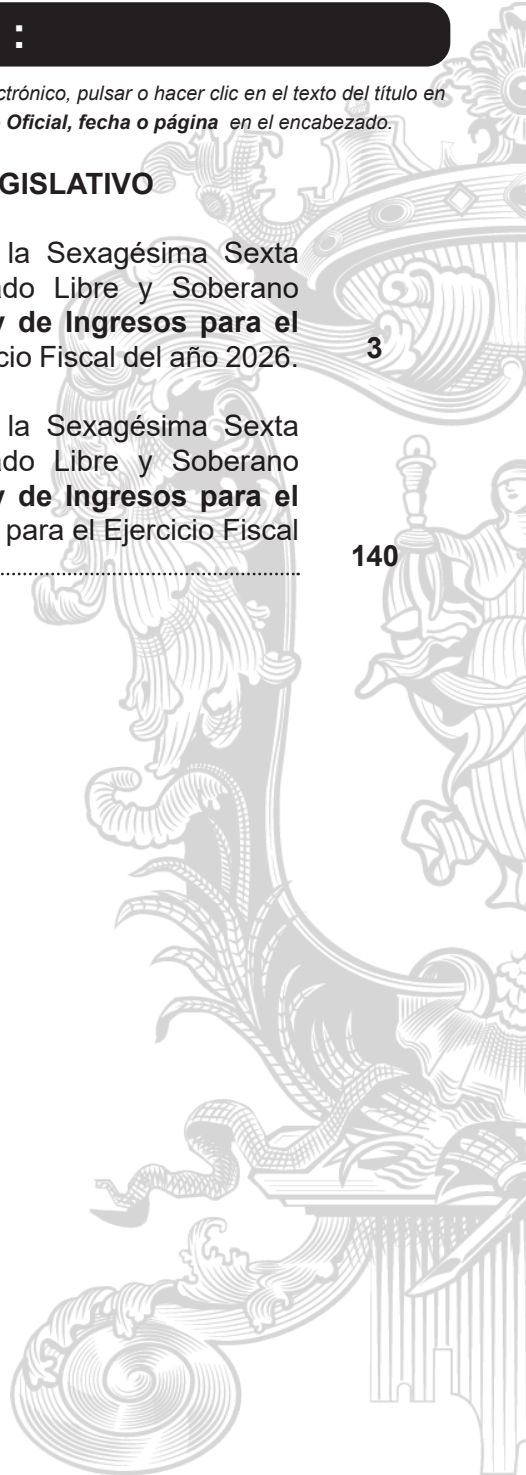 :
ctrónico, pulsar o hacer clic en el texto del título en
Oficial, fecha o página en el encabezado.
GISLATIVO
la Sexagésima Sexta
ado Libre y Soberano
y de Ingresos para el
cio Fiscal del año 2026. 3
la Sexagésima Sexta
ado Libre y Soberano
y de Ingresos para el
para el Ejercicio Fiscal
140